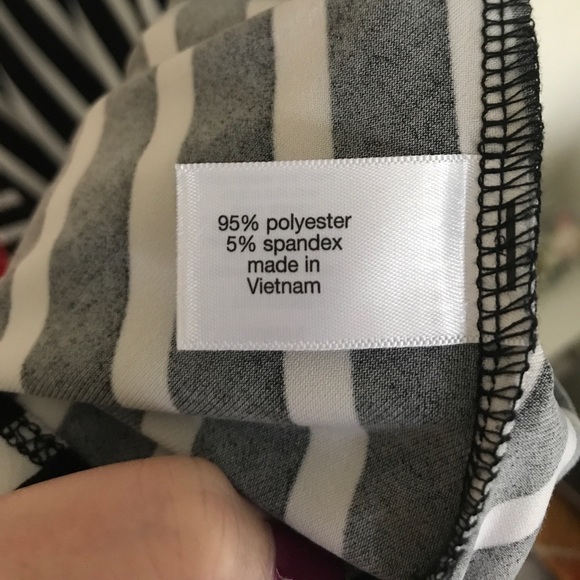 95% polyester
5% spandex
made in
Vietnam